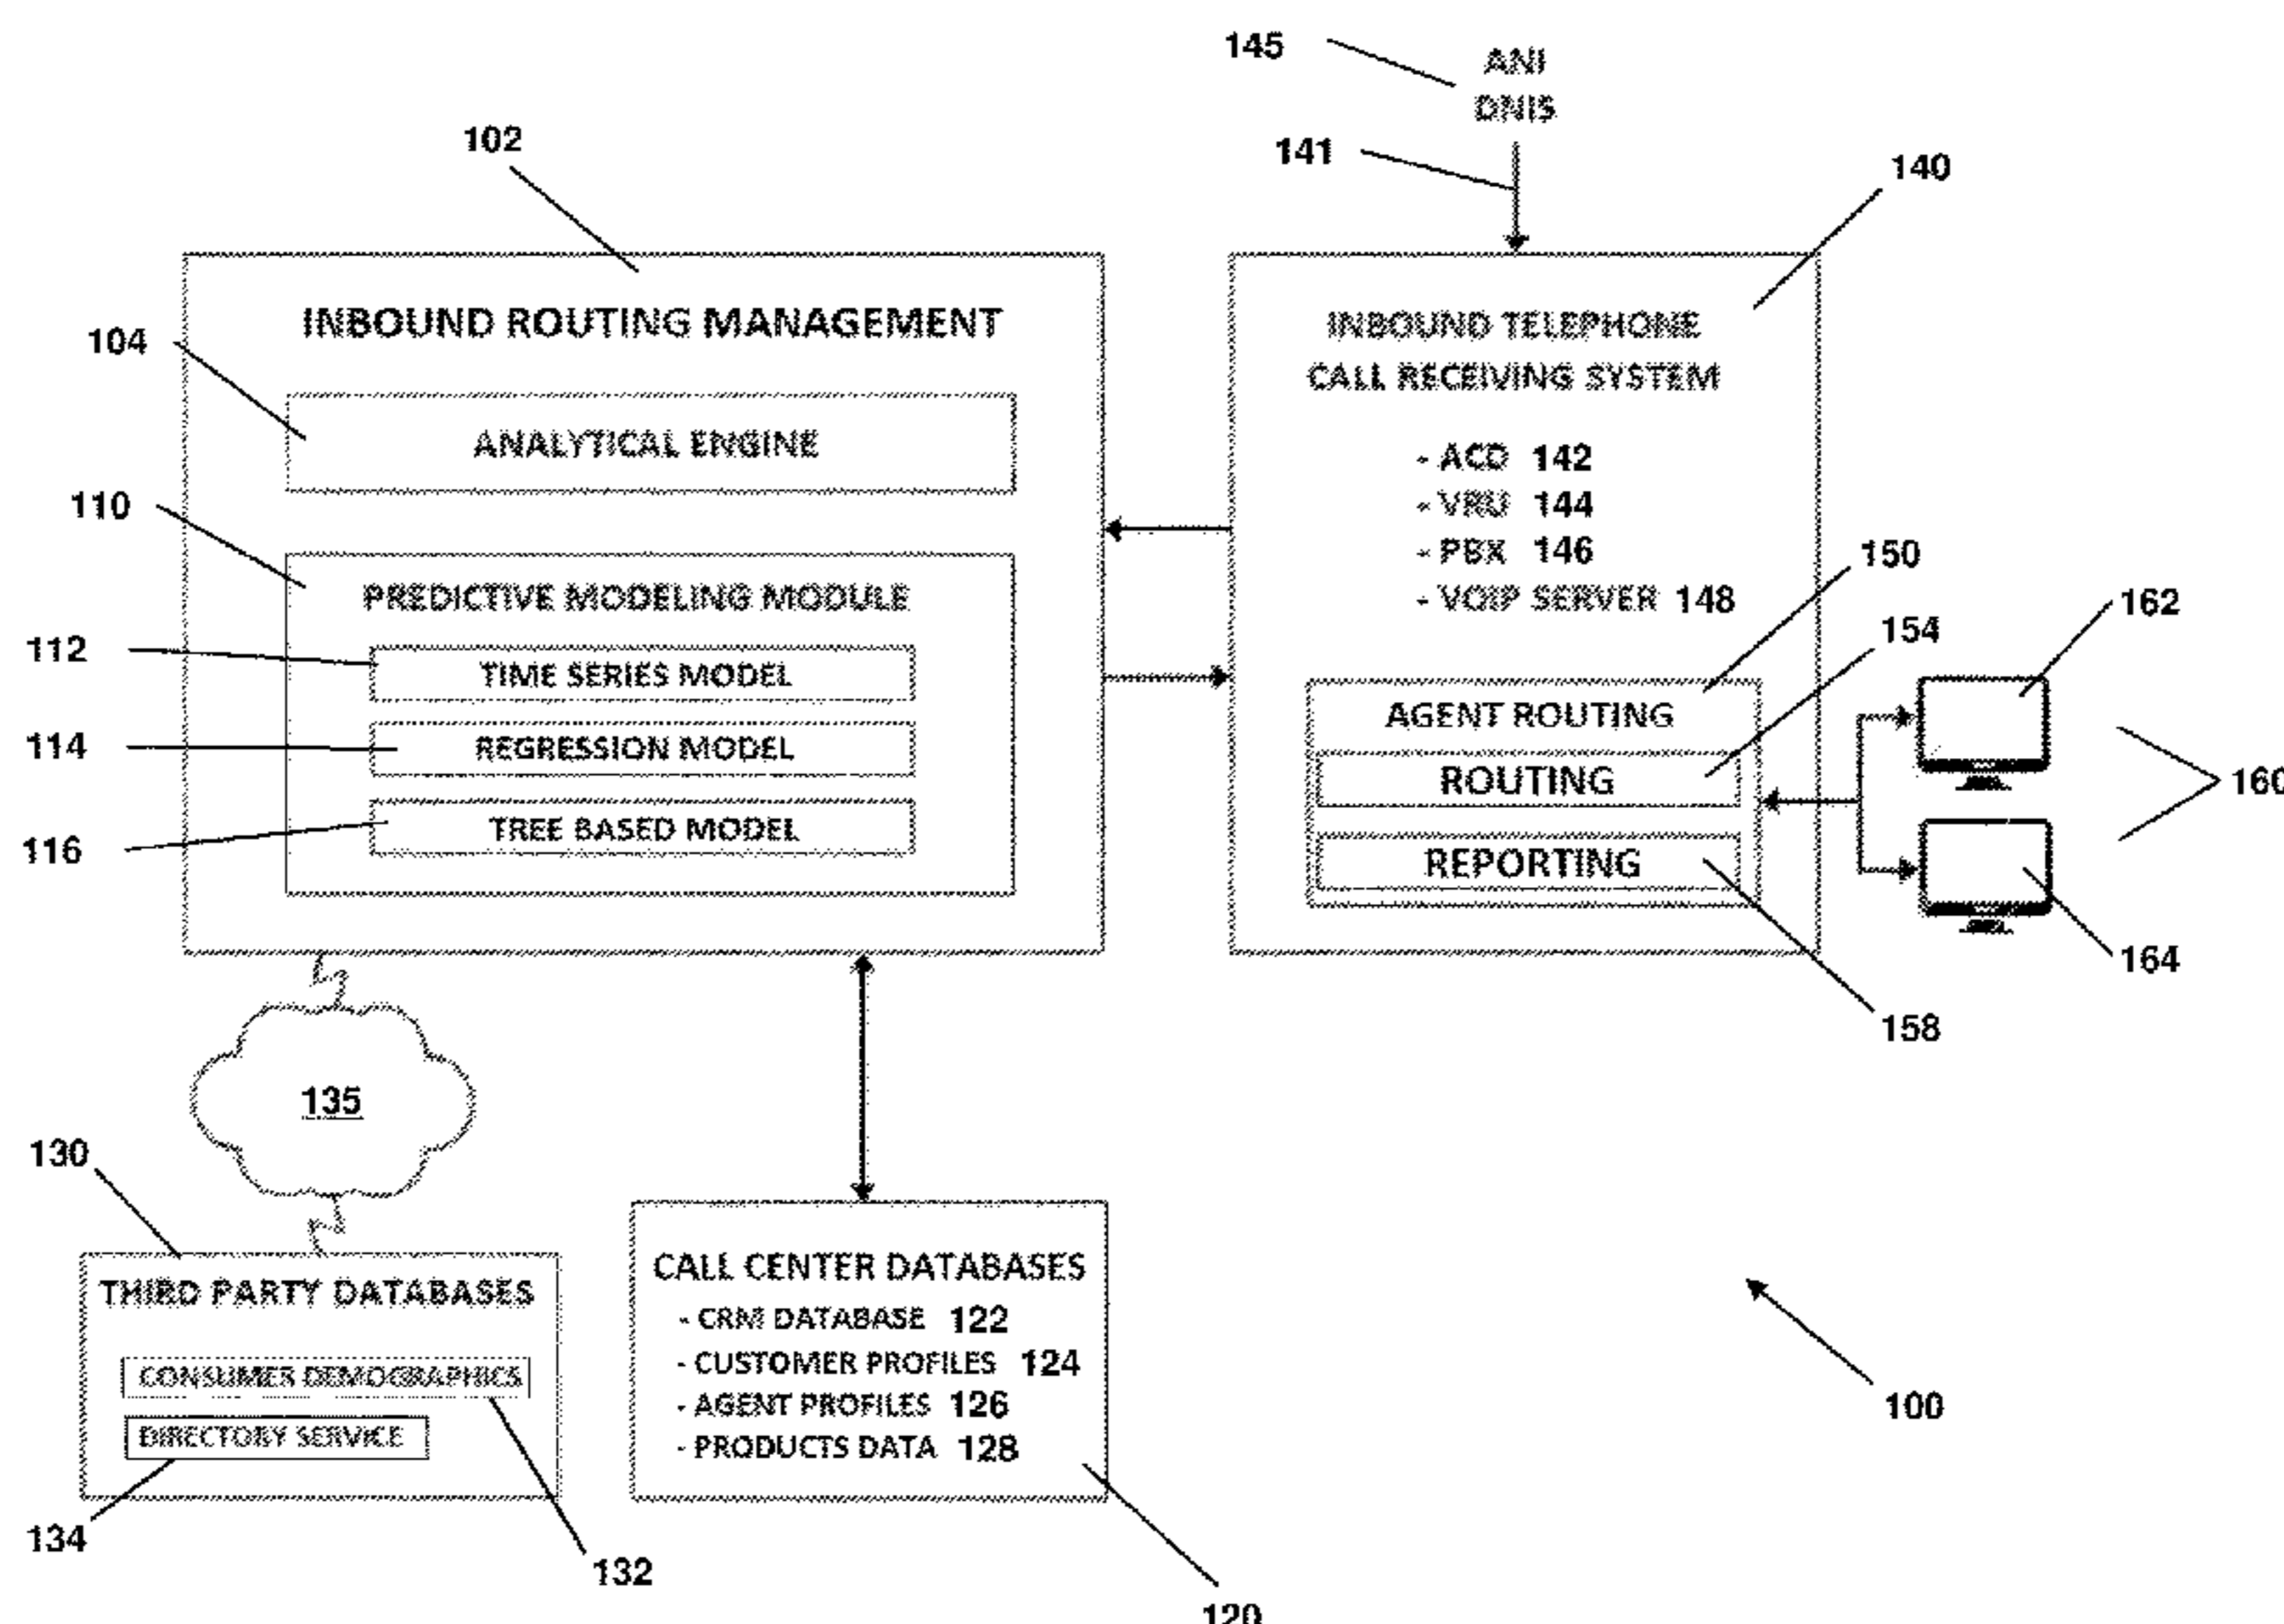 145
ANI
DNIS
141
102
140
INBOUND ROUTING MANAGEMENT
104
ANALYTICAL ENGINE
110
PREDICTIVE MODELING MODULE
112
TIME SERIES MODEL
114
REGRESSION MODEL
116
TREE BASED MODEL
INBOUND TELEPHONE
CALL RECEIVING SYSTEM
- ACD 142
- VRU 144
- PBX 146
- VOIP SERVER 148
150
154
AGENT ROUTING
ROUTING
REPORTING
158
162
160
164
135
130
THIRD PARTY DATABASES
CONSUMER DEMOGRAPHICS
DIRECTORY SERVICE
134
132
CALL CENTER DATABASES
- CRM DATABASE 122
- CUSTOMER PROFILES 124
- AGENT PROFILES 126
- PRODUCTS DATA 128
120
100